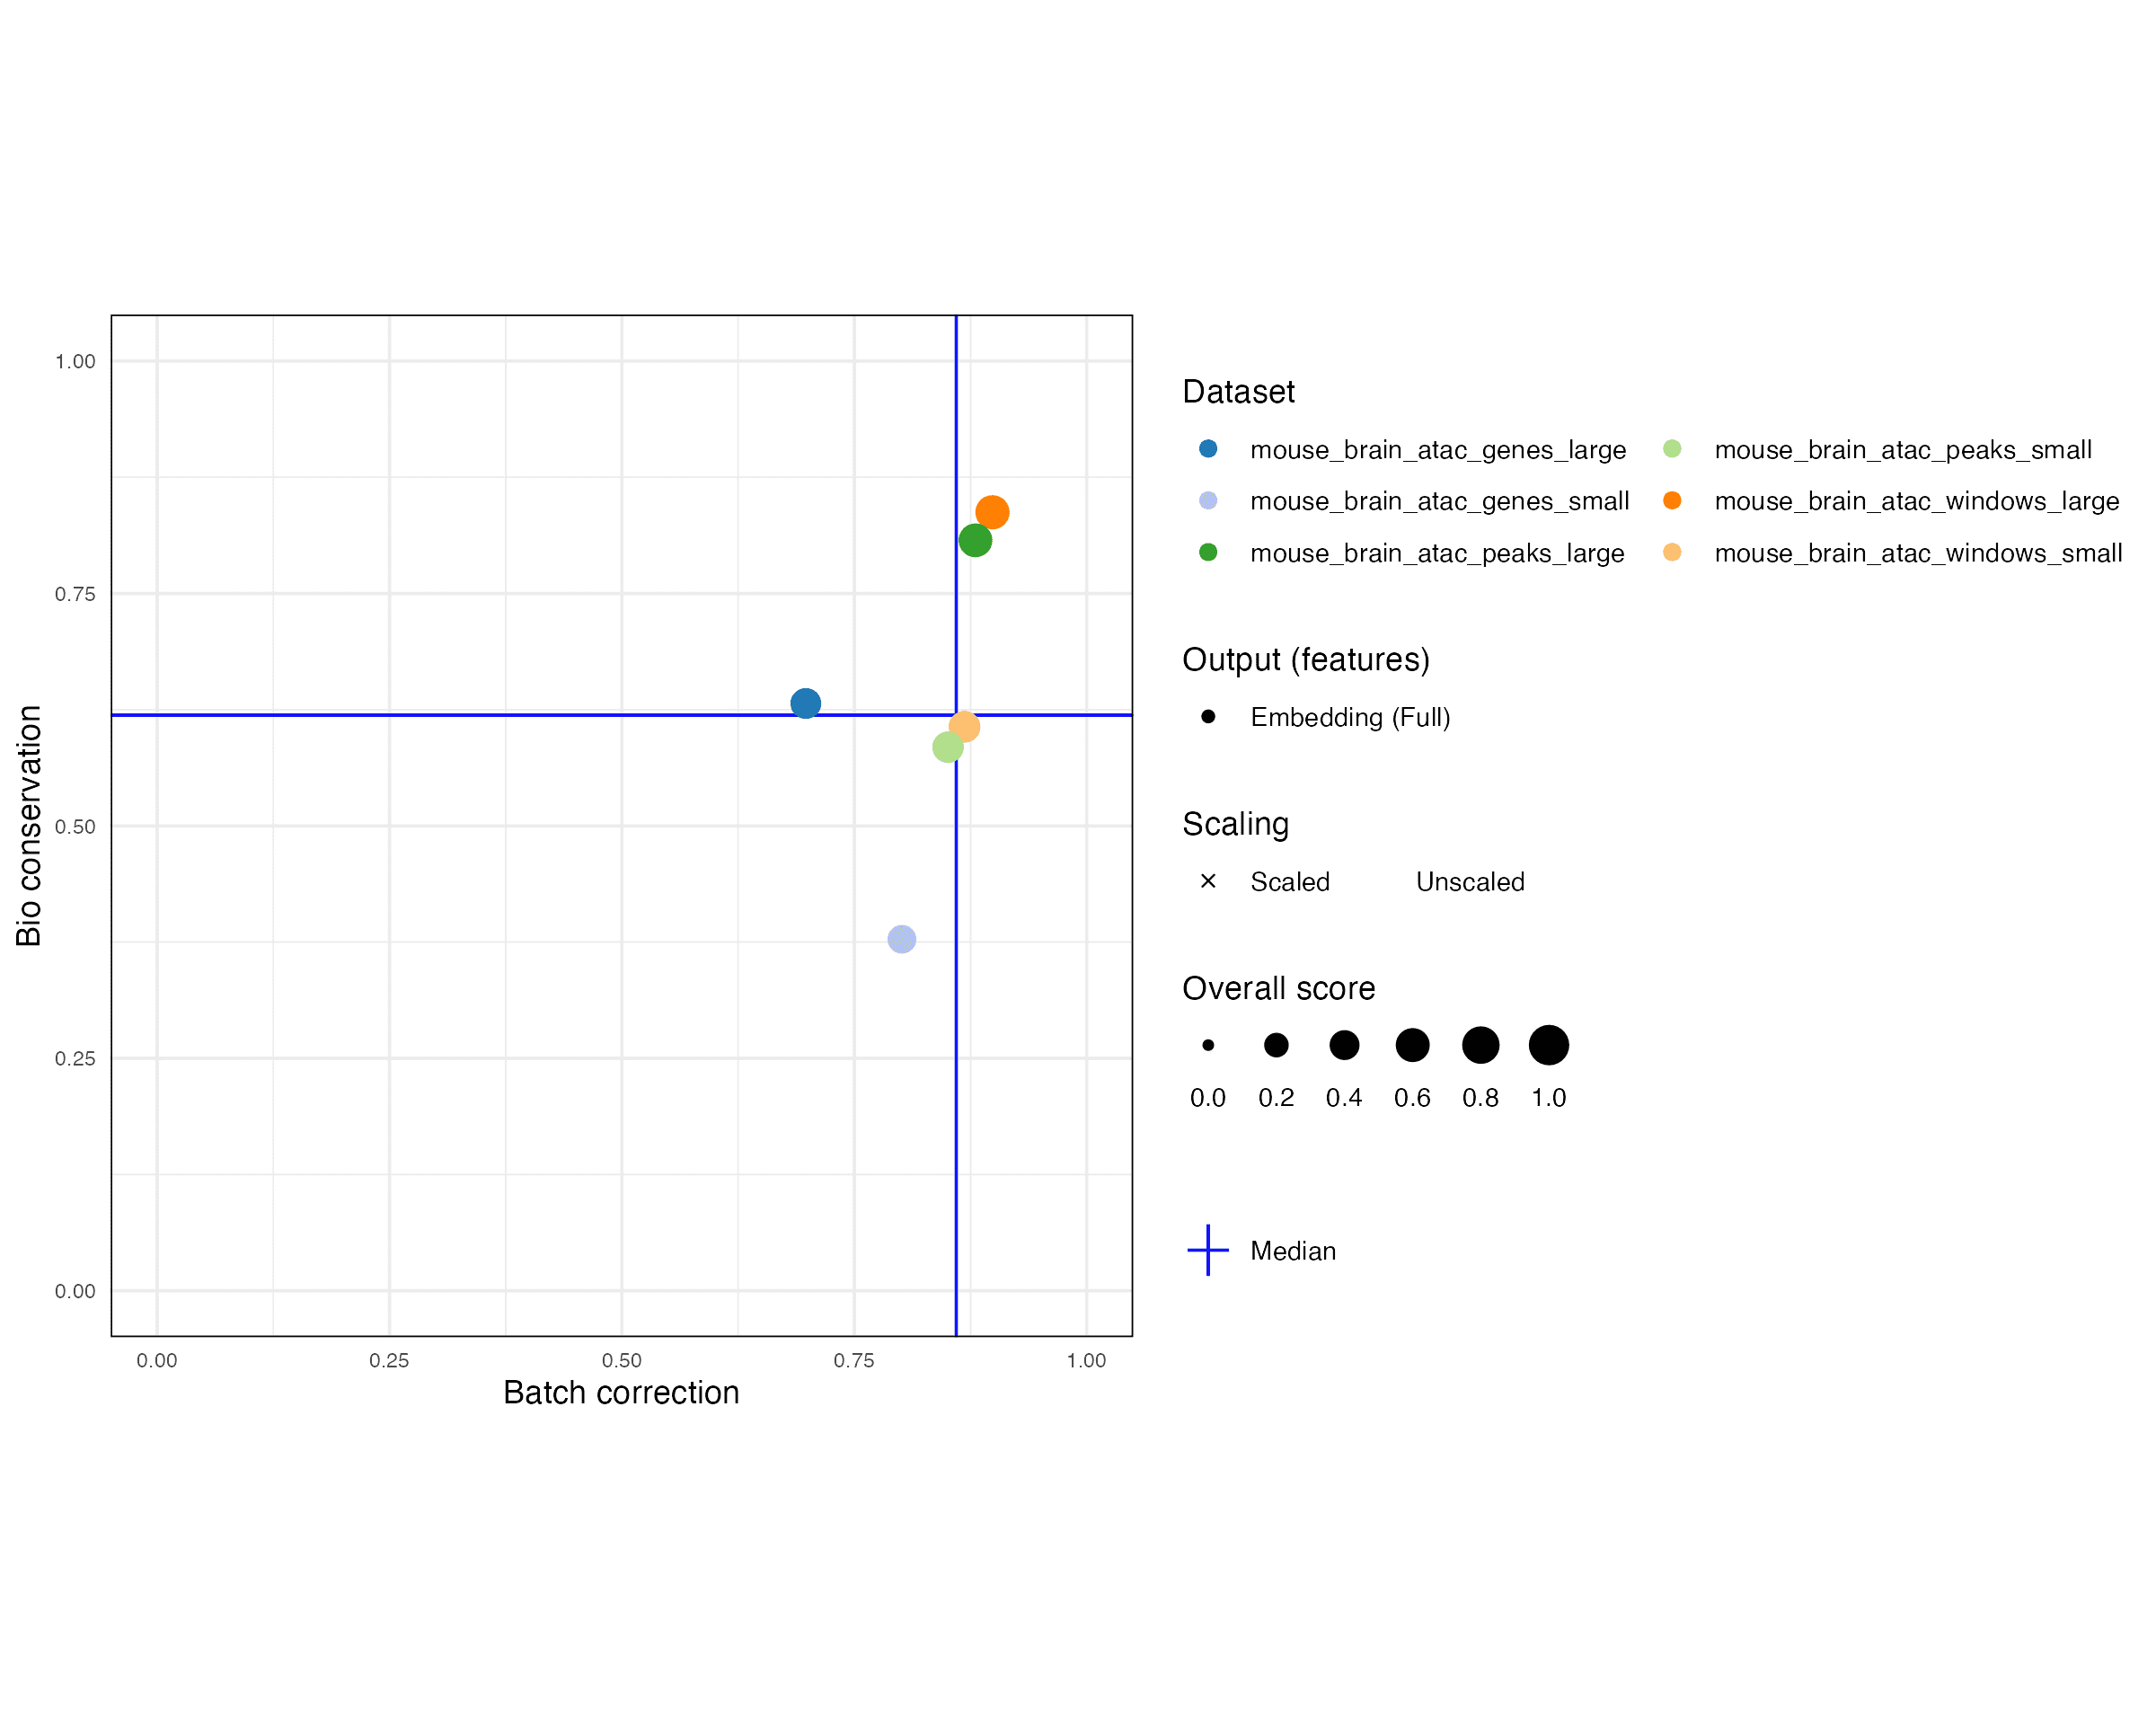 1.00
0.75
0.50
0.25
0.00
Bio conservation
0.00 0.25 0.50 0.75 1.00
Batch correction
Dataset
mouse_brain_atac_genes_large mouse_brain_atac_peaks_small
mouse_brain_atac_genes_small mouse_brain_atac_windows_large
mouse_brain_atac_peaks_large mouse_brain_atac_windows_small
Output (features)
Embedding (Full)
Scaling
Scaled Unscaled
Overall score
0.0 0.2 0.4 0.6 0.8 1.0
Median